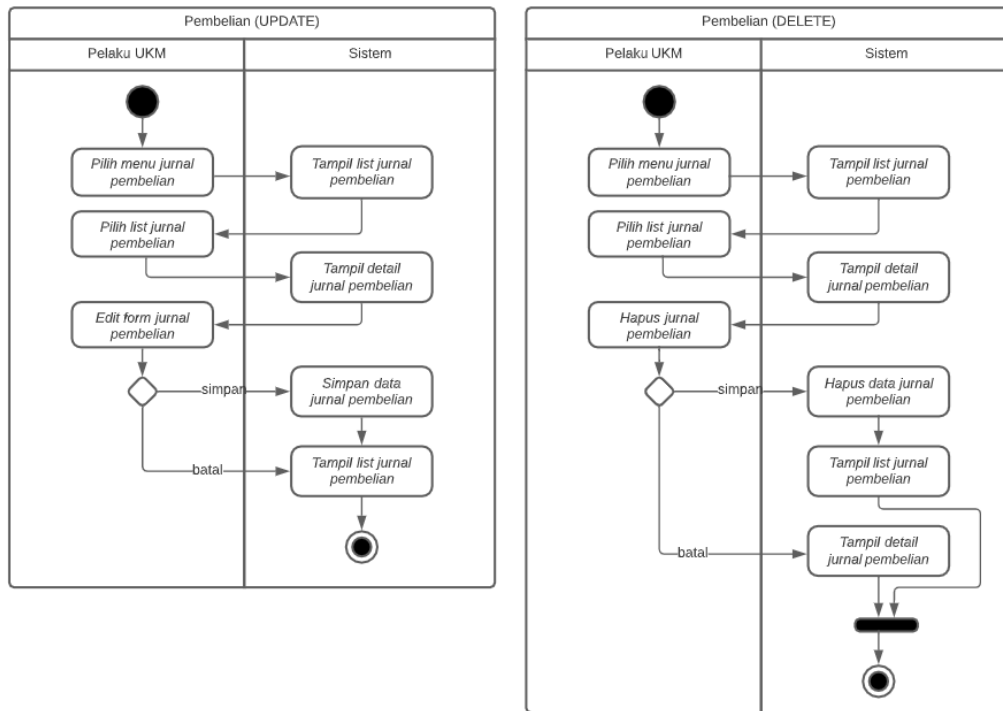 Pembelian (UPDATE)
Pelaku UKM
Sistem
Pilih menu jurnal
pembelian
Tampil list jurnal
pembelian
Pilih list jurnal
pembelian
Tampil detail
jurnal pembelian
Edit form jurnal
pembelian
simpan
Simpan data
jurnal pembelian
batal
Tampil list jurnal
pembelian
Pembelian (DELETE)
Pelaku UKM
Sistem
Pilih menu jurnal
pembelian
Tampil list jurnal
pembelian
Pilih list jurnal
pembelian
Tampil detail
jurnal pembelian
Hapus jurnal
pembelian
simpan
Hapus data jurnal
pembelian
Tampil list jurnal
pembelian
batal
Tampil detail
jurnal pembelian